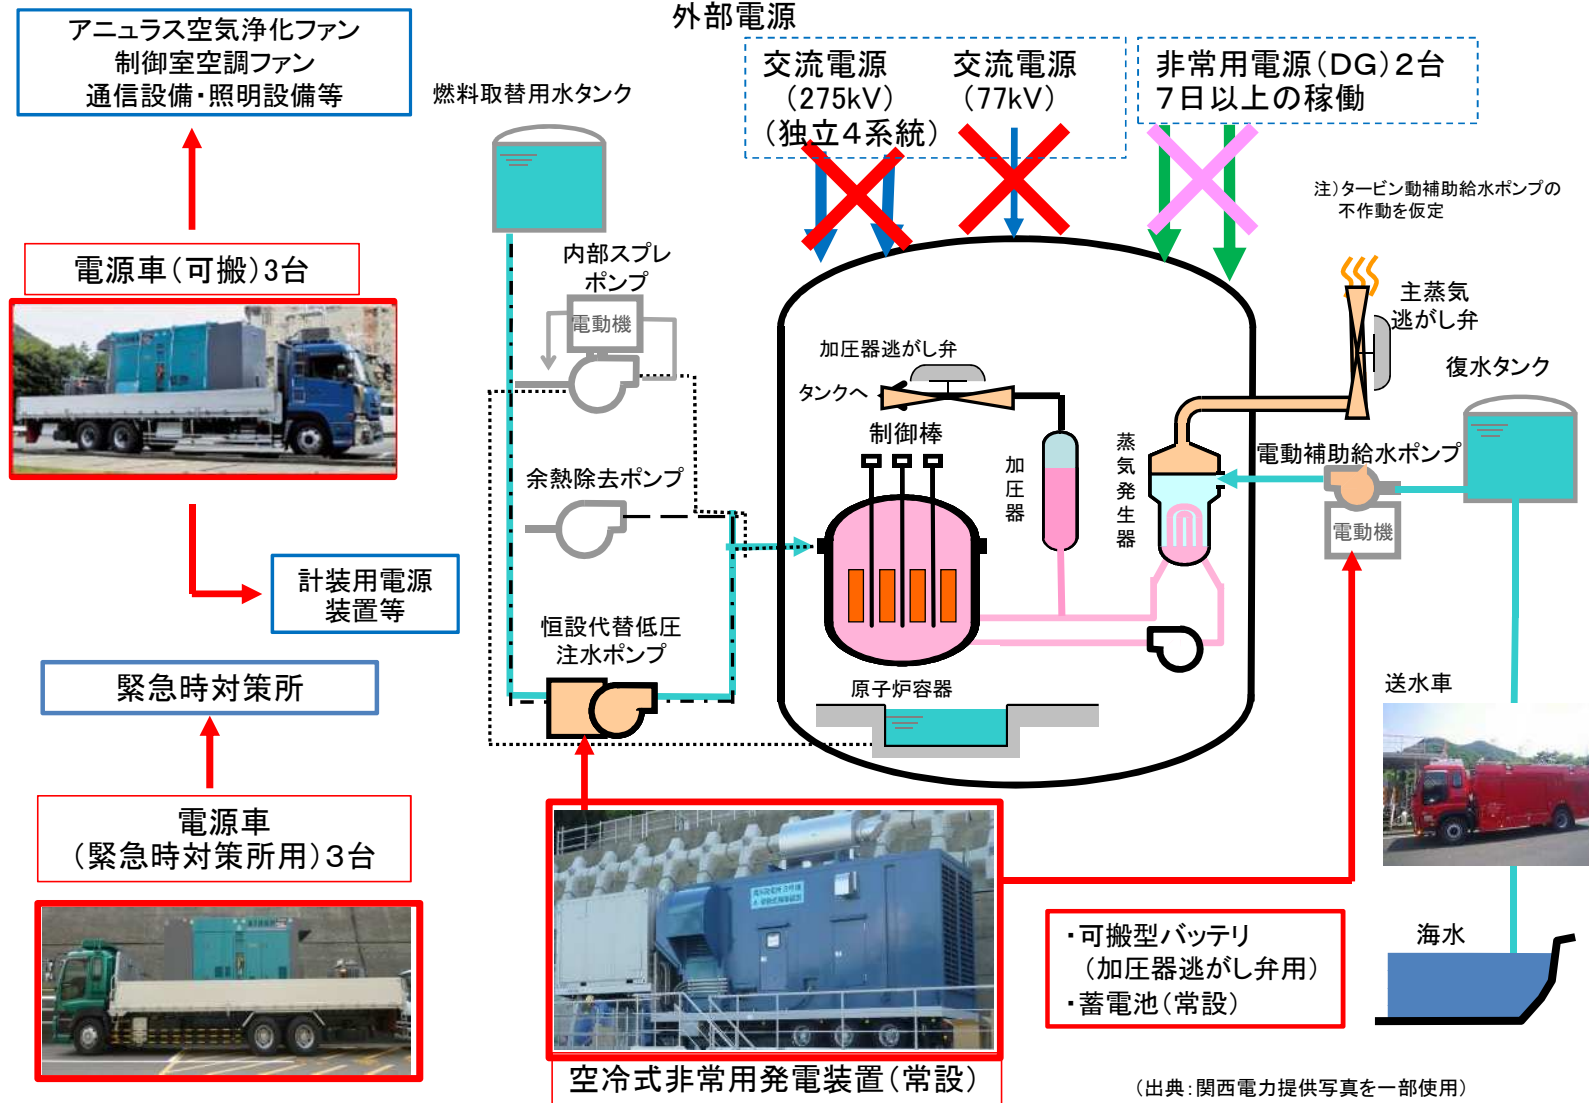 外部電源
アニュラス空気浄化ファン
制御室空調ファン
通信設備・照明設備等
燃料取替用水タンク
交流電源
(275kV)
(独立4系統)
交流電源
(77kV)
非常用電源(DG)2台
7日以上の稼働
注)タービン動補助給水ポンプの
不作動を仮定
電源車(可搬)3台
内部スプレ
ポンプ
電動機
主蒸気
逃がし弁
加圧器逃がし弁
タンクへ
復水タンク
制御棒
加圧器
蒸気発生器
電動補助給水ポンプ
電動機
余熱除去ポンプ
計装用電源
装置等
恒設代替低圧
注水ポンプ
緊急時対策所
原子炉容器
送水車
電源車
(緊急時対策所用)3台
・可搬型バッテリ
(加圧器逃がし弁用)
・蓄電池(常設)
海水
空冷式非常用発電装置(常設)
(出典:関西電力提供写真を一部使用)